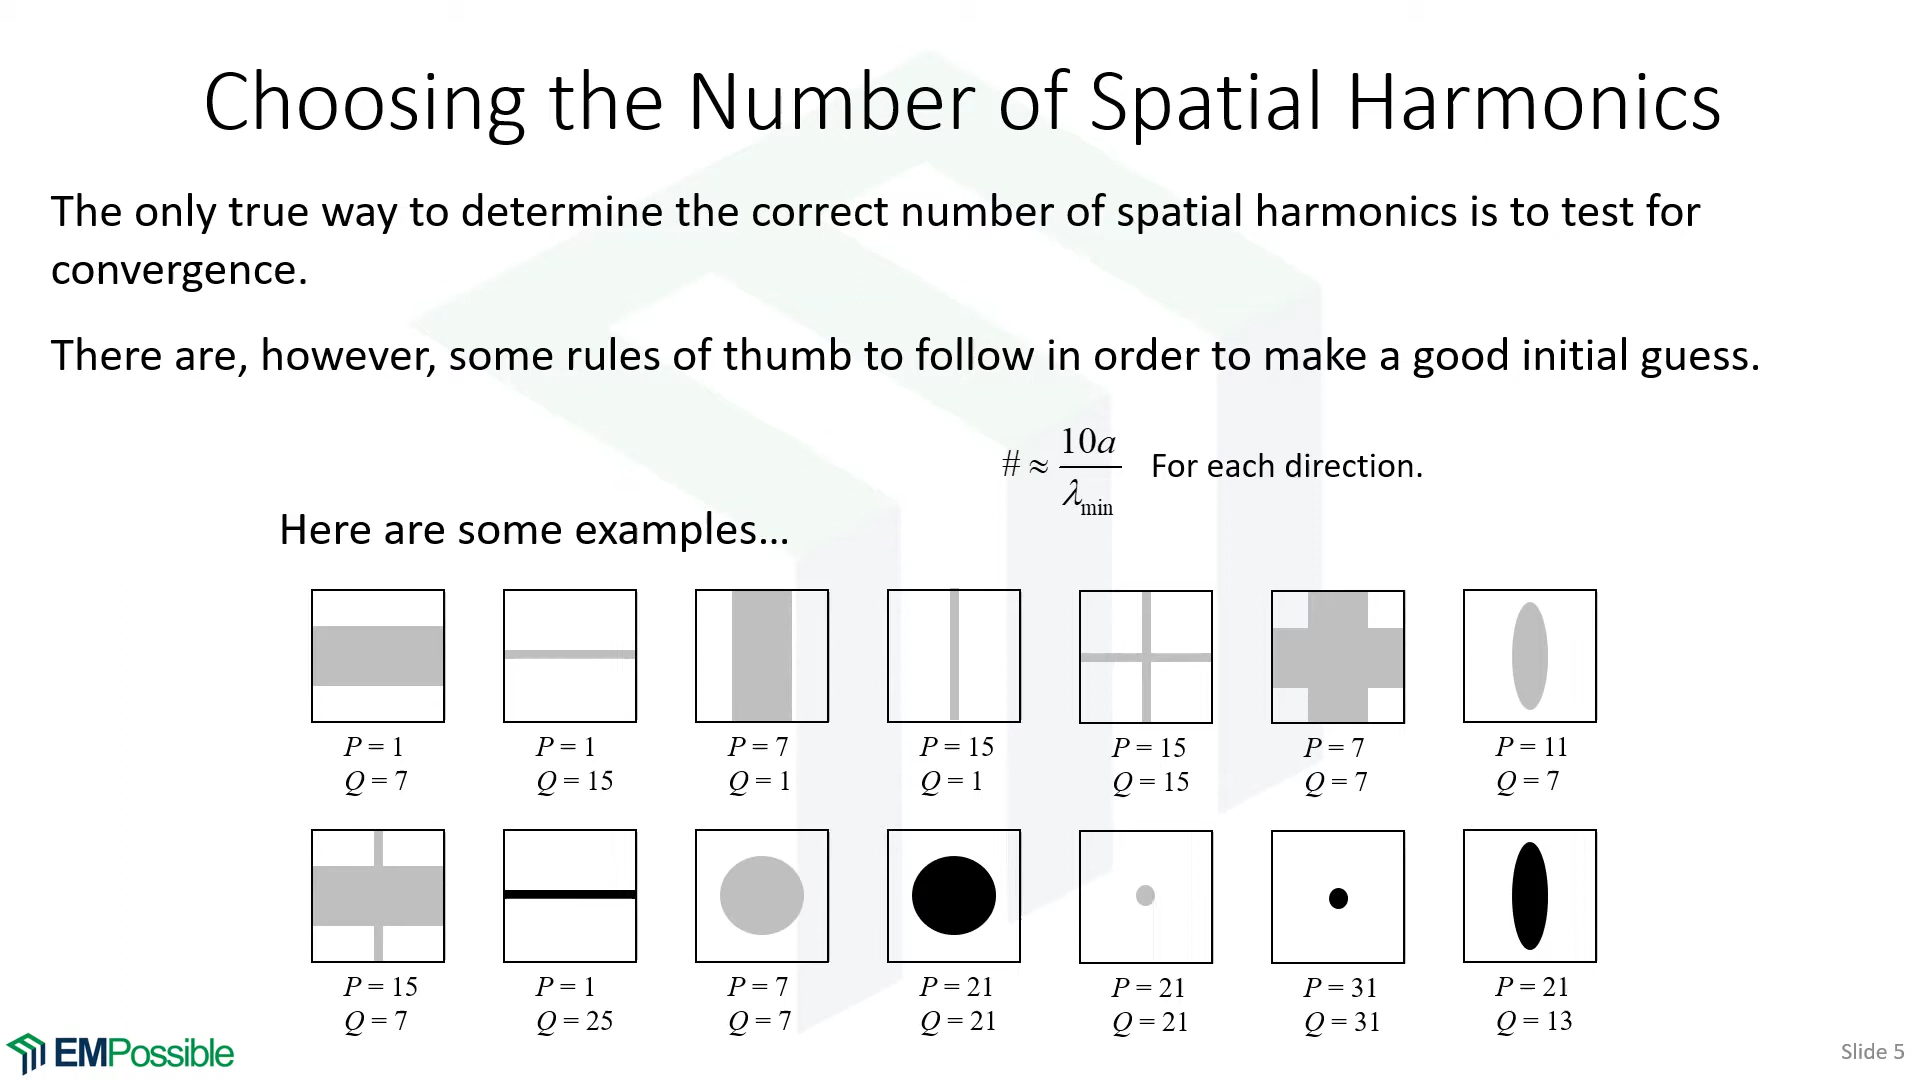 Choosing the Number of Spatial Harmonics
The only true way to determine the correct number of spatial harmonics is to test for
convergence.
There are, however, some rules of thumb to follow in order to make a good initial guess.
# ≈ 10a / λmin For each direction.
Here are some examples…
P = 1 P = 1 P = 7 P = 15 P = 15 P = 7 P = 11
Q = 7 Q = 15 Q = 1 Q = 1 Q = 15 Q = 7 Q = 7
P = 15 P = 1 P = 7 P = 21 P = 21 P = 31 P = 21
Q = 7 Q = 25 Q = 7 Q = 21 Q = 21 Q = 31 Q = 13
EMPossible
Slide 5